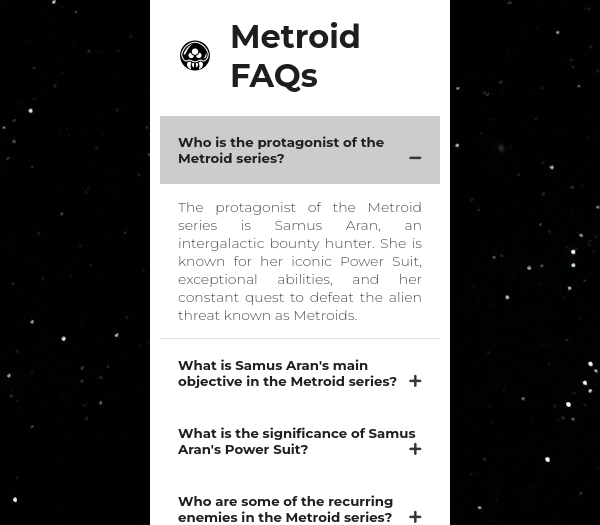 Metroid
FAQs
Who is the protagonist of the
Metroid series?
The protagonist of the Metroid
series is Samus Aran, an
intergalactic bounty hunter. She is
known for her iconic Power Suit,
exceptional abilities, and her
constant quest to defeat the alien
threat known as Metroids.
What is Samus Aran's main
objective in the Metroid series?
What is the significance of Samus
Aran's Power Suit?
Who are some of the recurring
enemies in the Metroid series?